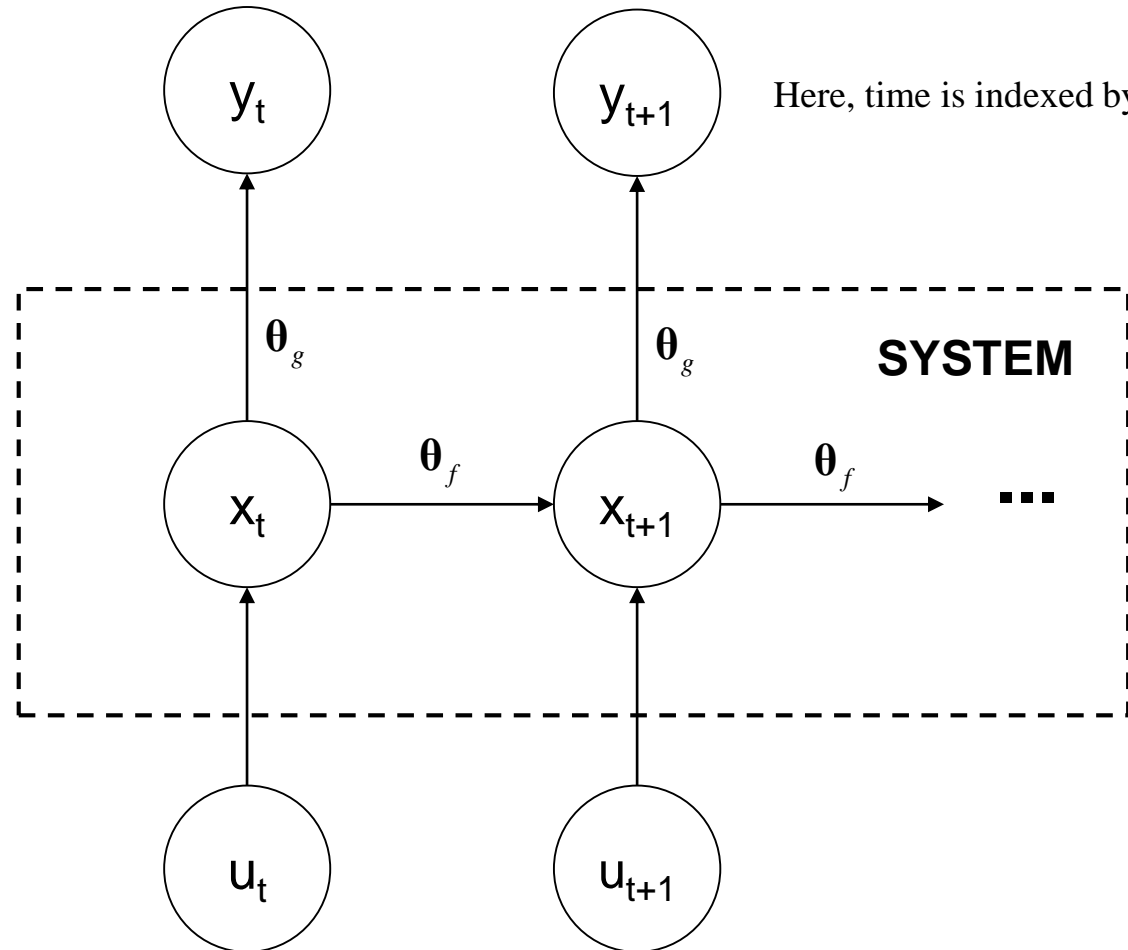 y_t
y_{t+1}
Here, time is indexed by
θ_g
θ_g
SYSTEM
θ_f
θ_f
x_t
x_{t+1}
...
u_t
u_{t+1}